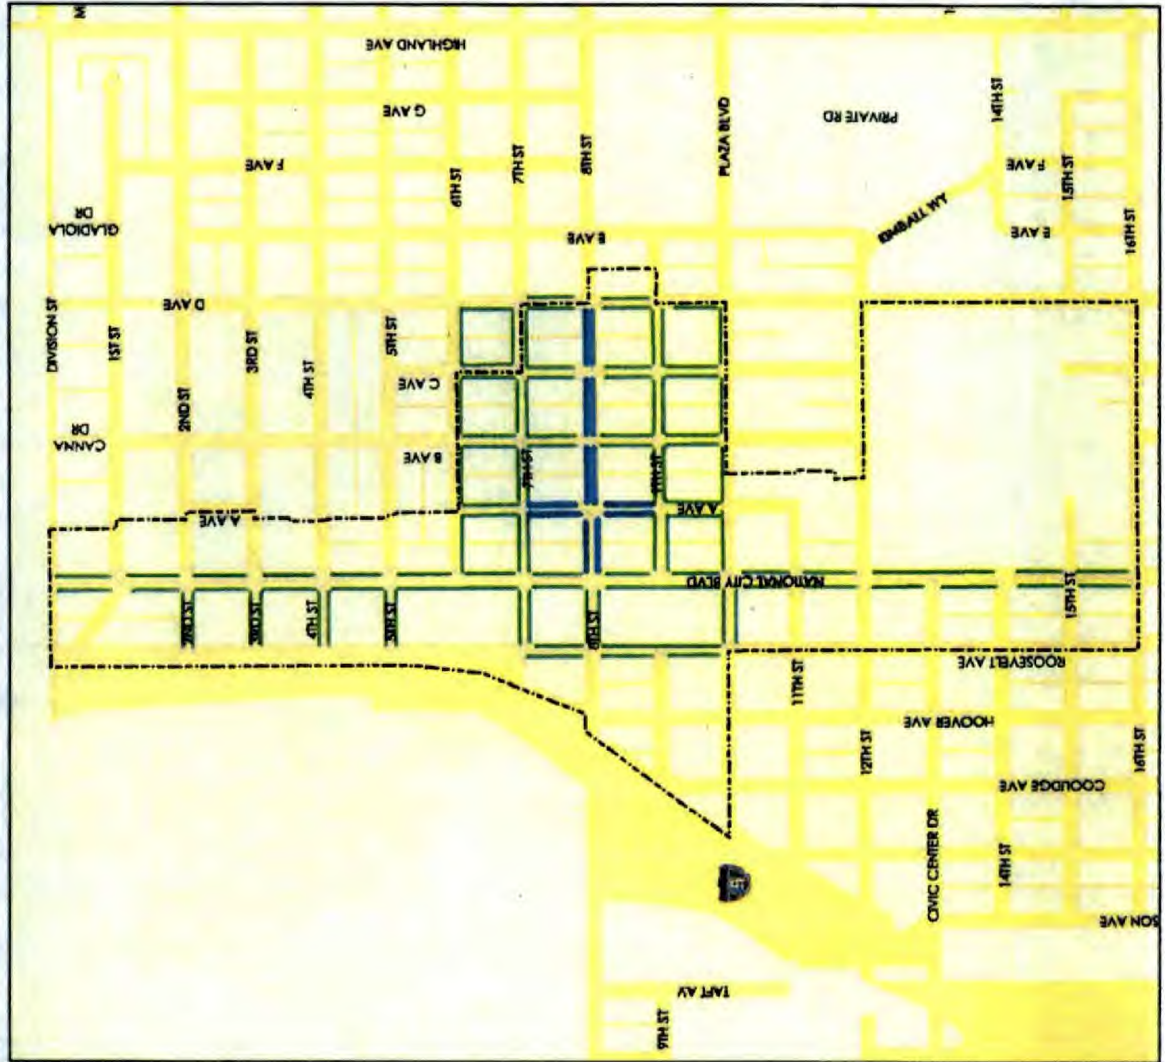 HIGHLAND AVE
G AVE
F AVE
GLADIOLA
DR
DIVISION ST
1ST ST
D AVE
2ND ST
3RD ST
4TH ST
5TH ST
6TH ST
7TH ST
8TH ST
PLAZA BLVD
PRIVATE RD
14TH ST
F AVE
15TH ST
E AVE
16TH ST
KIMBALL WY
E AVE
C AVE
CANNA
DR
B AVE
A AVE
7TH ST
A AVE
NATIONAL CITY BLVD
2ND ST
3RD ST
4TH ST
5TH ST
8TH ST
15TH ST
ROOSEVELT AVE
11TH ST
HOOVER AVE
12TH ST
16TH ST
COOLIDGE AVE
CIVIC CENTER DR
14TH ST
SON AVE
TAFT AV
9TH ST